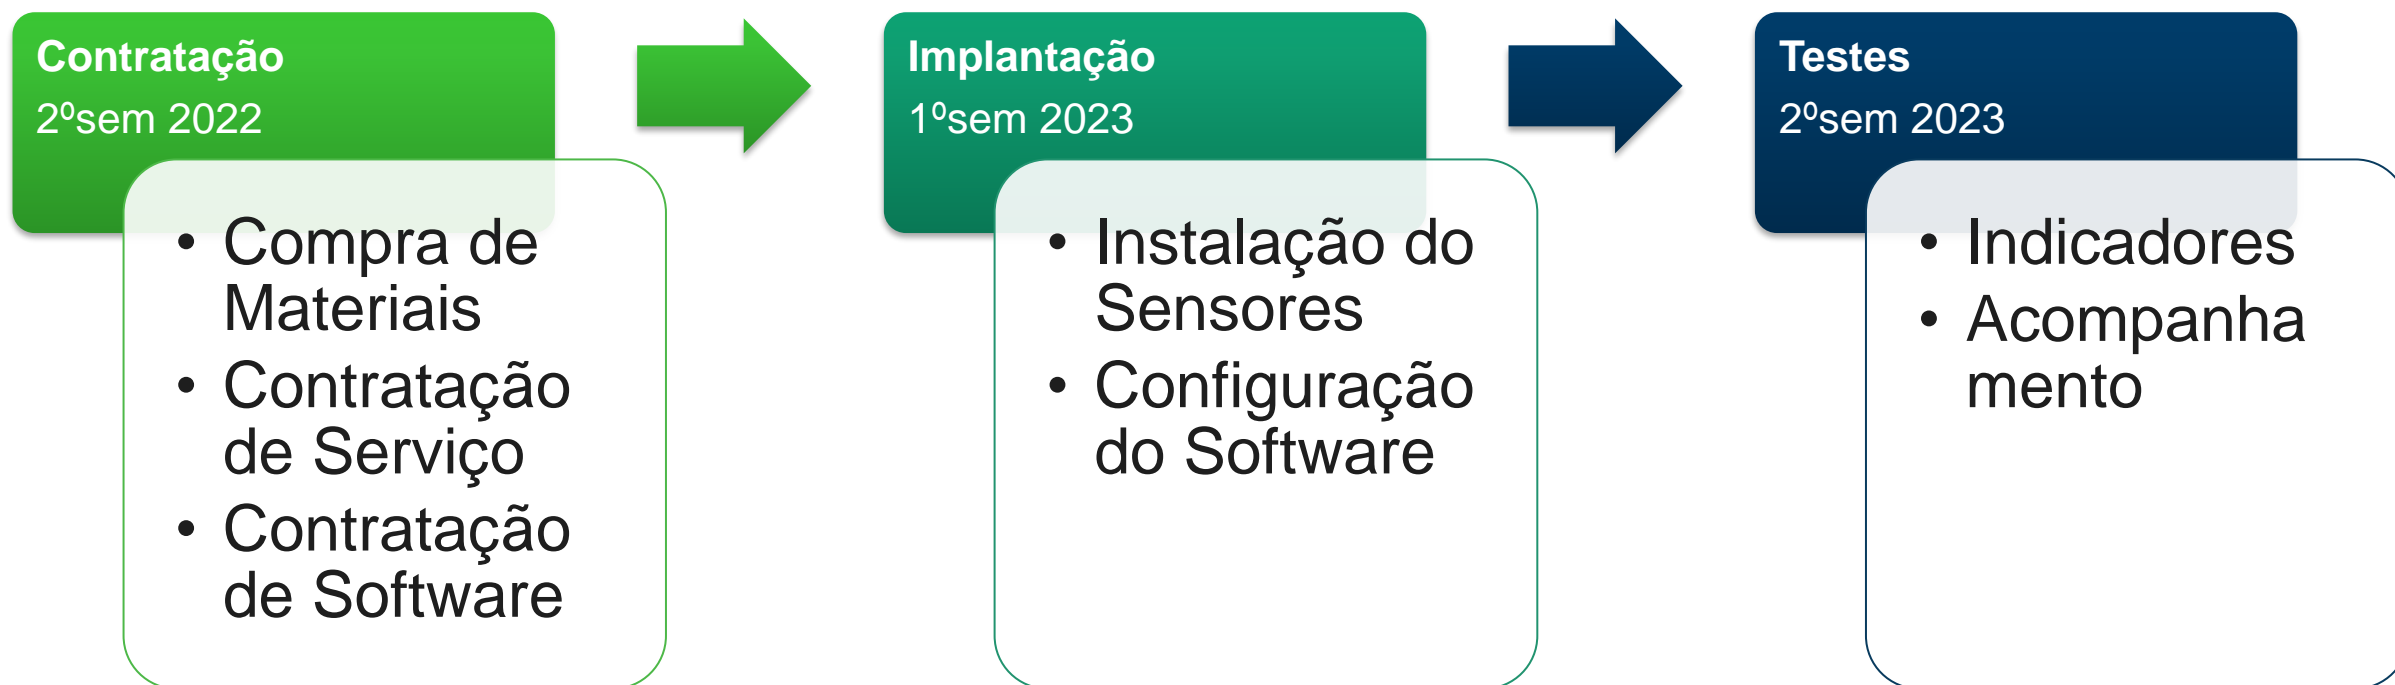 Contratação
2ºsem 2022
• Compra de
Materiais
• Contratação
de Serviço
• Contratação
de Software
Implantação
1ºsem 2023
• Instalação do
Sensores
• Configuração
do Software
Testes
2ºsem 2023
• Indicadores
• Acompanha
mento